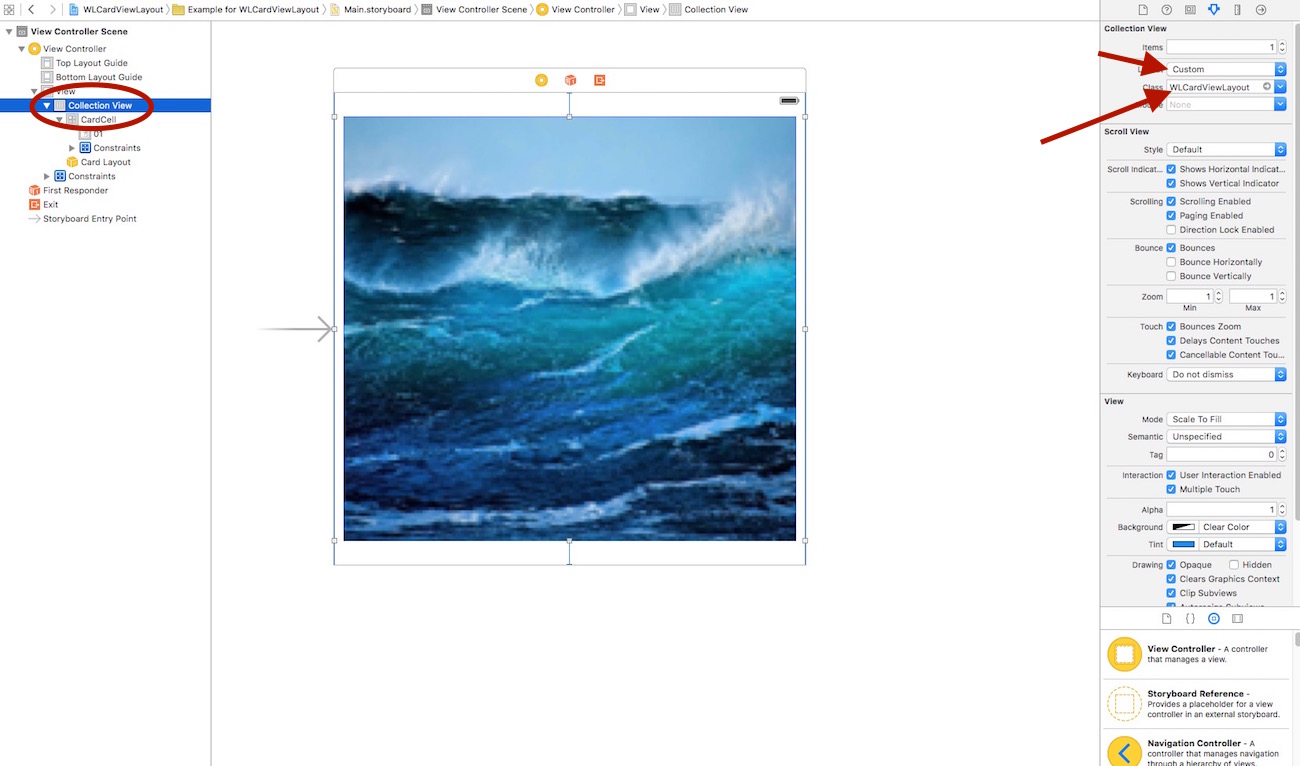 WLCardViewLayout Example for WLCardViewLayout Main.storyboard View Controller Scene View Controller View Collection View
View Controller Scene
View Controller
Top Layout Guide
Bottom Layout Guide
View
Collection View
CardCell
01
Constraints
Card Layout
Constraints
First Responder
Exit
Storyboard Entry Point
Collection View
Items 1
Custom
Class WLCardViewLayout
None
Scroll View
Style Default
Scroll Indicat... Shows Horizontal Indicat...
Shows Vertical Indicator
Scrolling Scrolling Enabled
Paging Enabled
Direction Lock Enabled
Bounce Bounces
Bounce Horizontally
Bounce Vertically
Zoom 1 1
Min Max
Touch Bounces Zoom
Delays Content Touches
Cancellable Content Tou...
Keyboard Do not dismiss
View
Mode Scale To Fill
Semantic Unspecified
Tag 0
Interaction User Interaction Enabled
Multiple Touch
Alpha 1
Background Clear Color
Tint Default
Drawing Opaque Hidden
Clears Graphics Context
Clip Subviews
Autoresize Subviews
{ }
View Controller - A controller
that manages a view.
Storyboard Reference -
Provides a placeholder for a view
controller in an external storyboard.
Navigation Controller - A
controller that manages navigation
through a hierarchy of views.